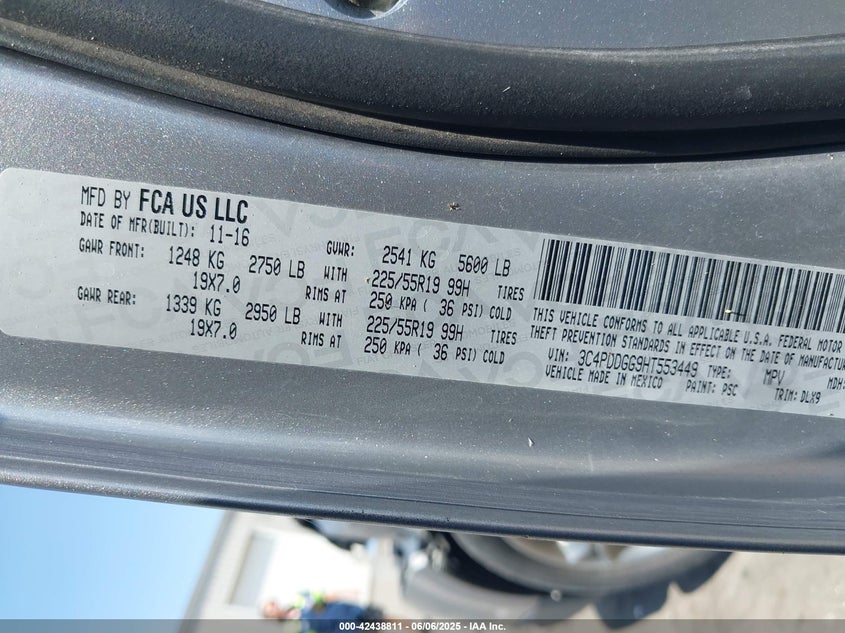 MFD BY FCA US LLC
DATE OF MFR(BUILT): 11-16
GVWR: 2541 KG 5600 LB
GAWR FRONT: 1248 KG 2750 LB WITH 225/55R19 99H TIRES
19X7.0 RIMS AT 250 KPA ( 36 PSI) COLD
GAWR REAR: 1339 KG 2950 LB WITH 225/55R19 99H TIRES
19X7.0 RIMS AT 250 KPA ( 36 PSI) COLD
THIS VEHICLE CONFORMS TO ALL APPLICABLE U.S.A. FEDERAL MOTOR
THEFT PREVENTION STANDARDS IN EFFECT ON THE DATE OF MANUFACTU
VIN: 3C4PDDGG9HT553449 TYPE: MPV MDH:
VEHICLE MADE IN MEXICO PAINT: PSC TRIM: DLX9
000-42438811 - 06/06/2025 - IAA Inc.